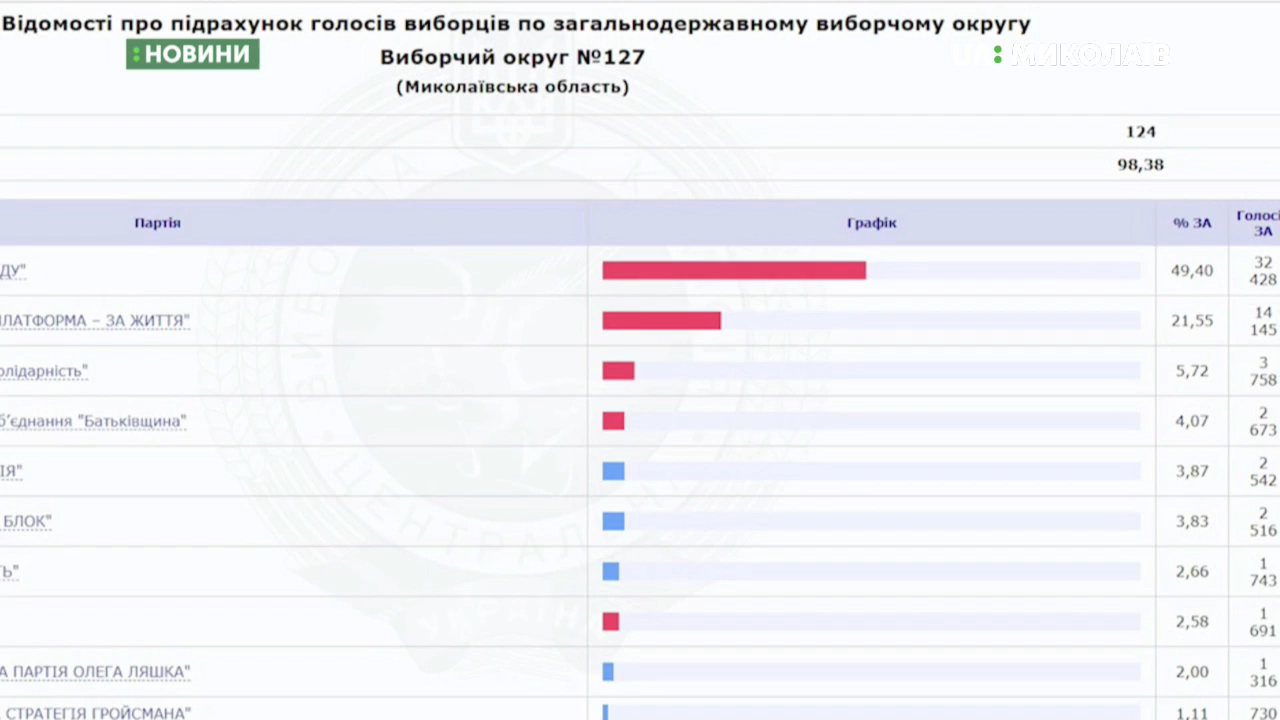 Відомості про підрахунок голосів виборців по загальнодержавному виборчому округу
НОВИНИ
Виборчий округ №127
UA: МИКОЛАЇВ
(Миколаївська область)
124
98,38
Партія Графік % ЗА Голосі
ЗА
ДУ" 49,40 32
428
ЛАТФОРМА – ЗА ЖИТТЯ" 21,55 14
145
олідарність" 5,72 3
758
б’єднання "Батьківщина" 4,07 2
673
ІЯ" 3,87 2
542
БЛОК" 3,83 2
516
Ь" 2,66 1
743
2,58 1
691
А ПАРТІЯ ОЛЕГА ЛЯШКА" 2,00 1
316
СТРАТЕГІЯ ГРОЙСМАНА" 1,11 730